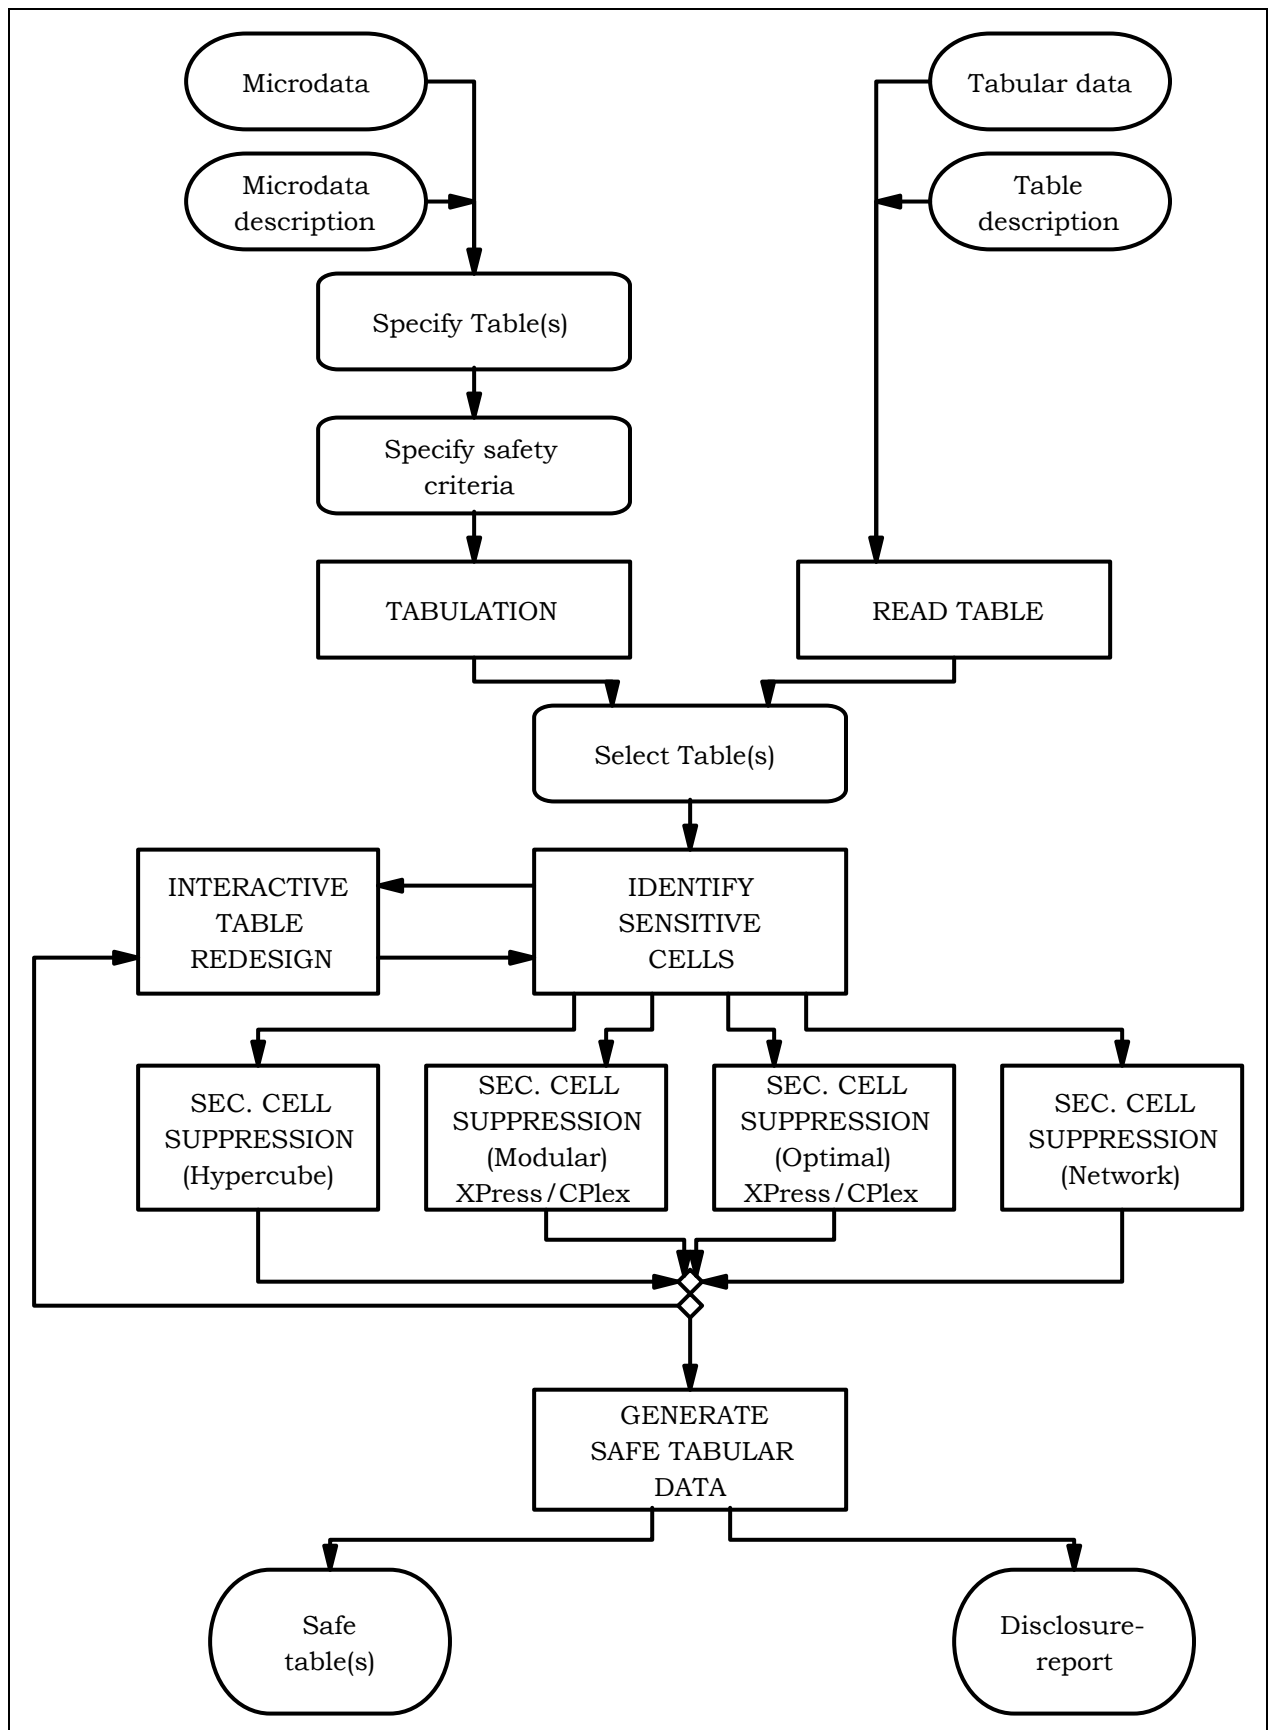 Microdata
Tabular data
Microdata
description
Table
description
Specify Table(s)
Specify safety
criteria
TABULATION
READ TABLE
Select Table(s)
INTERACTIVE
TABLE
REDESIGN
IDENTIFY
SENSITIVE
CELLS
SEC. CELL
SUPPRESSION
(Hypercube)
SEC. CELL
SUPPRESSION
(Modular)
XPress/CPlex
SEC. CELL
SUPPRESSION
(Optimal)
XPress/CPlex
SEC. CELL
SUPPRESSION
(Network)
GENERATE
SAFE TABULAR
DATA
Safe
table(s)
Disclosure-
report